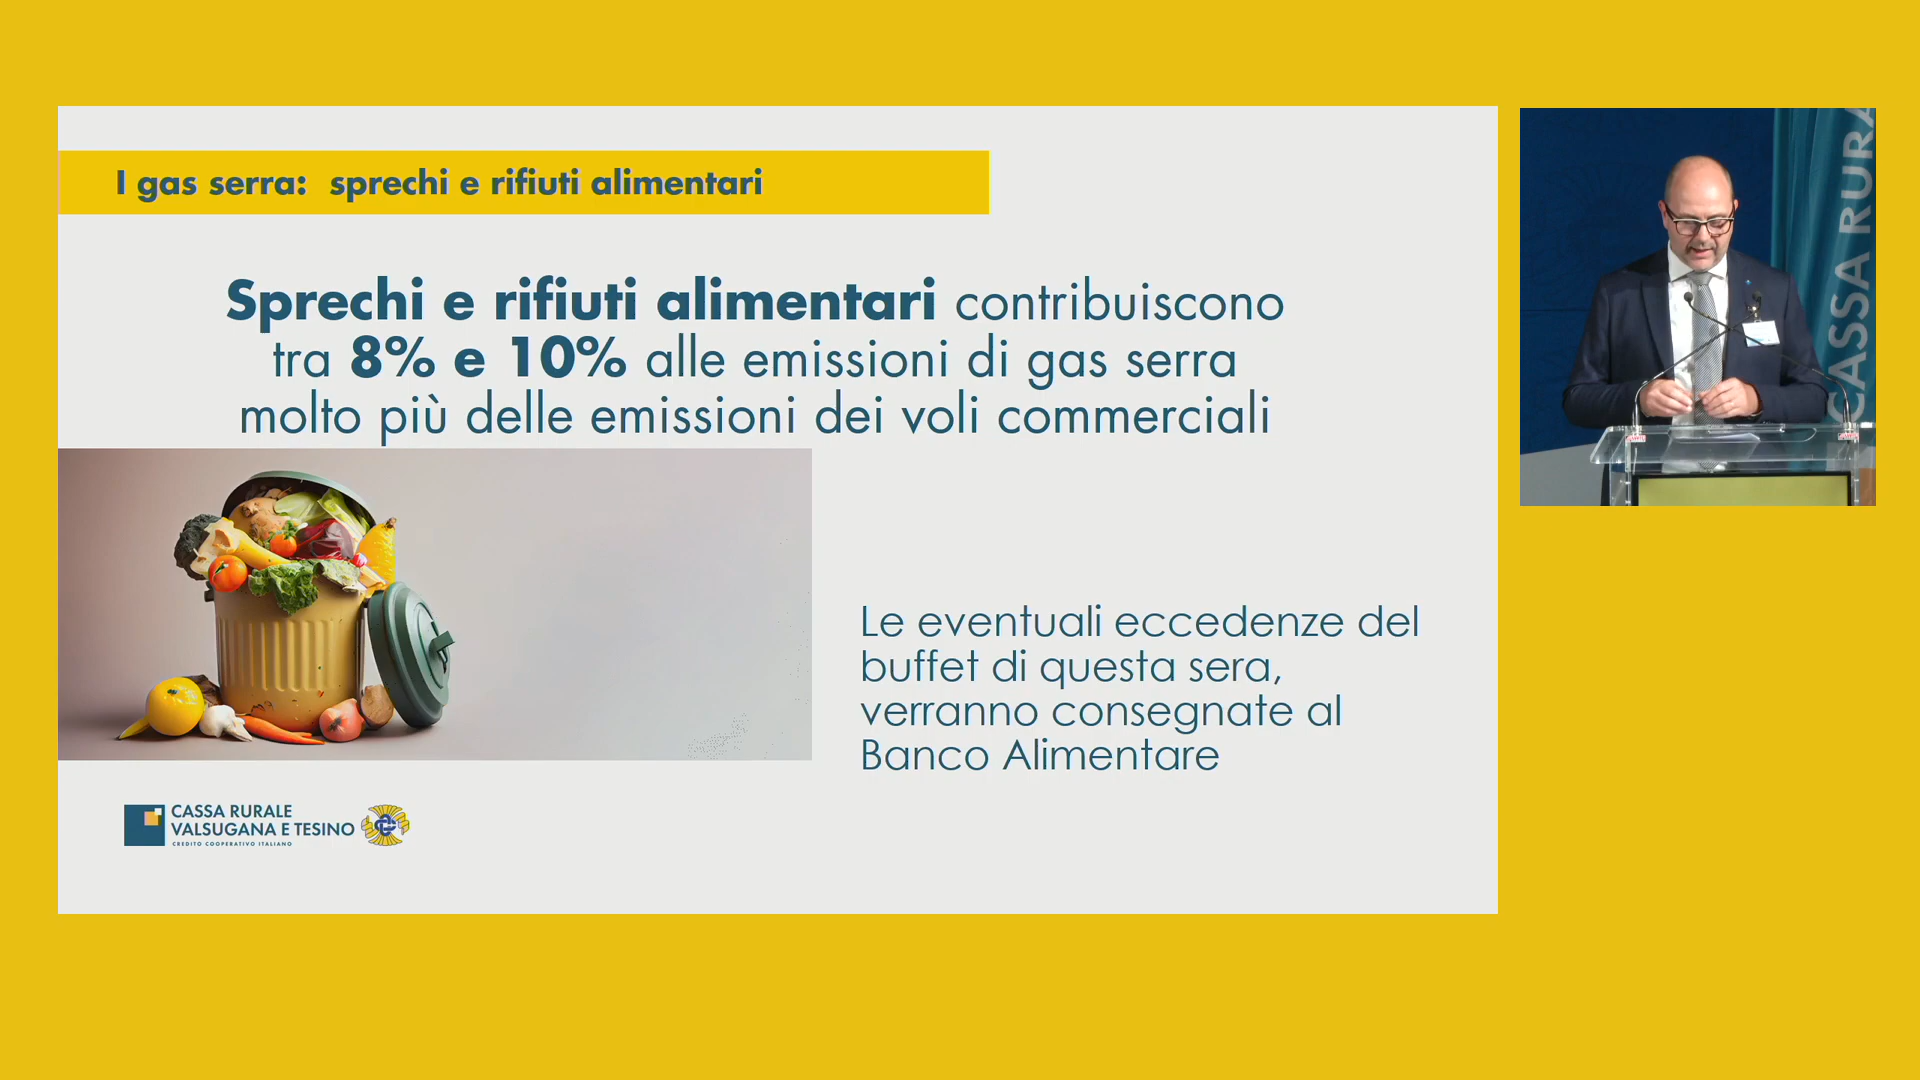 I gas serra: sprechi e rifiuti alimentari
Sprechi e rifiuti alimentari contribuiscono
tra 8% e 10% alle emissioni di gas serra
molto più delle emissioni dei voli commerciali
Le eventuali eccedenze del
buffet di questa sera,
verranno consegnate al
Banco Alimentare
CASSA RURALE
VALSUGANA E TESINO
CREDITO COOPERATIVO ITALIANO
CASSA RURA